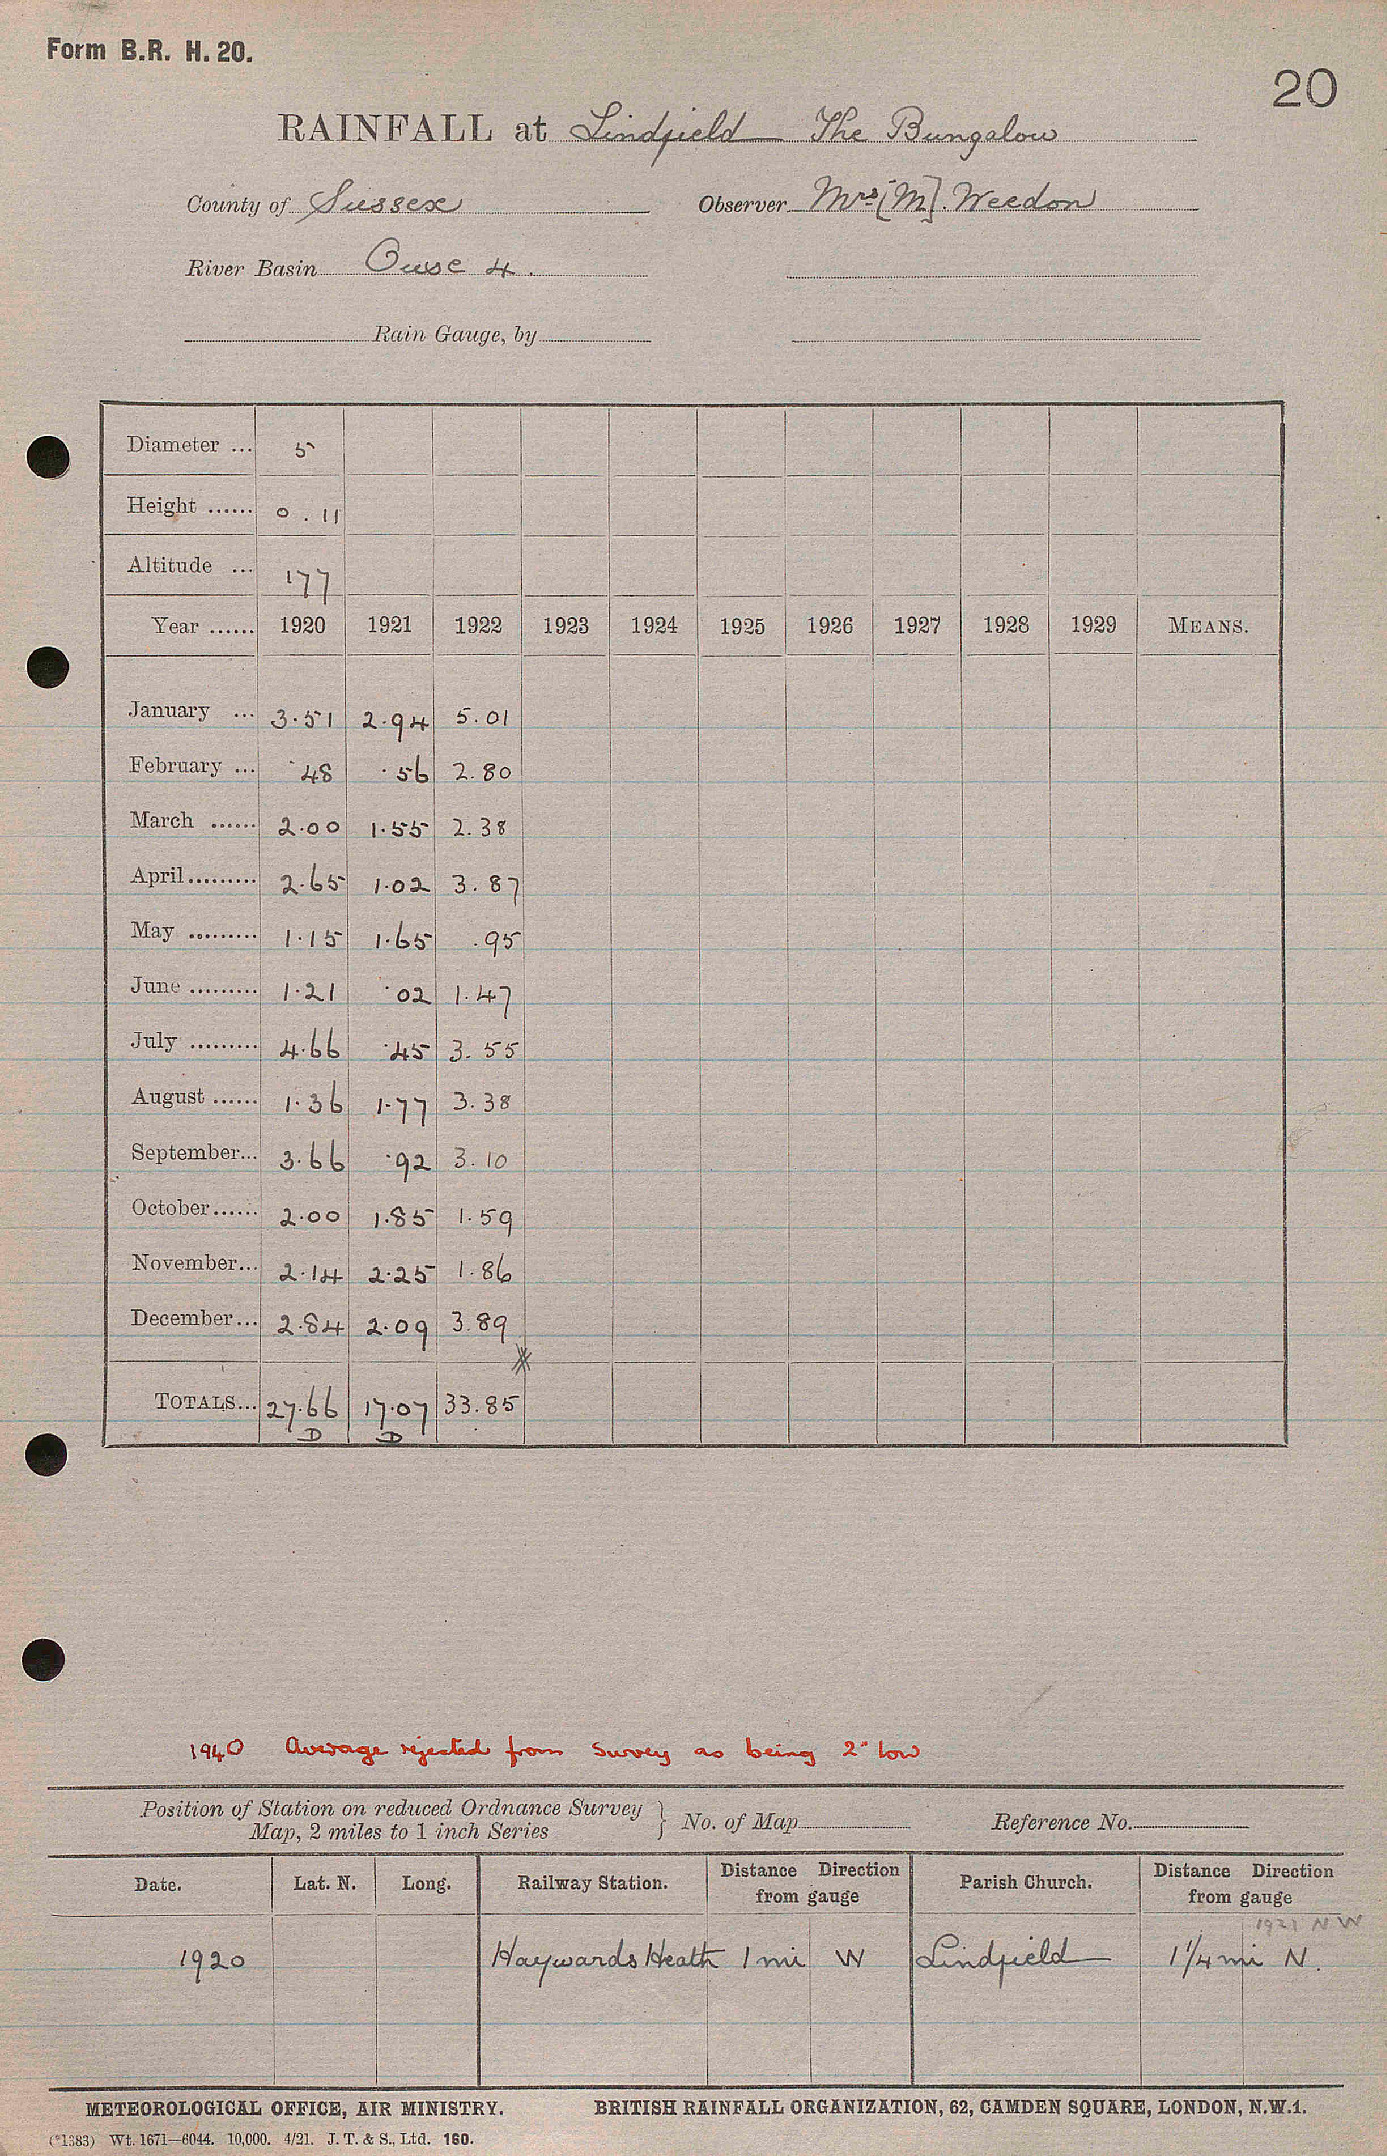 Form B.R. H. 20.
20
RAINFALL at Lindfield The Bungalow
County of Sussex Observer Mrs [M]. Weedon
River Basin Ouse 4.
Rain Gauge, by
Diameter ... 5
Height ...... 0 . 11
Altitude ... 177
Year ...... 1920 1921 1922 1923 1924 1925 1926 1927 1928 1929 MEANS.
January ... 3.51 2.94 5.01
February ... .48 .56 2.80
March ...... 2.00 1.55 2.38
April ......... 2.65 1.02 3.87
May ......... 1.15 1.65 .95
June ......... 1.21 .02 1.47
July ......... 4.66 .45 3.55
August ...... 1.36 1.77 3.38
September... 3.66 .92 3.10
October ...... 2.00 1.85 1.59
November... 2.14 2.25 1.86
December... 2.84 2.09 3.89
TOTALS... 27.66 17.07 33.85
D D
1940 Average rejected from Survey as being 2" low
Position of Station on reduced Ordnance Survey
Map, 2 miles to 1 inch Series } No. of Map Reference No.
Date. Lat. N. Long. Railway Station. Distance Direction from gauge Parish Church. Distance Direction from gauge
1921 NW
1920 Haywards Heath 1 mi W Lindfield 1 1/4 mi N.
METEOROLOGICAL OFFICE, AIR MINISTRY. BRITISH RAINFALL ORGANIZATION, 62, CAMDEN SQUARE, LONDON, N.W.1.
(*1383) Wt. 1671—6044. 10,000. 4/21. J. T. & S., Ltd. 160.